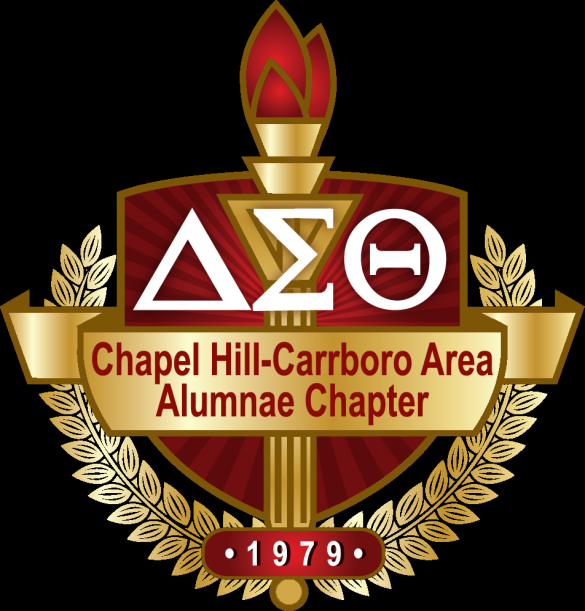 ΔΣΘ
Chapel Hill-Carrboro Area
Alumnae Chapter
• 1979 •